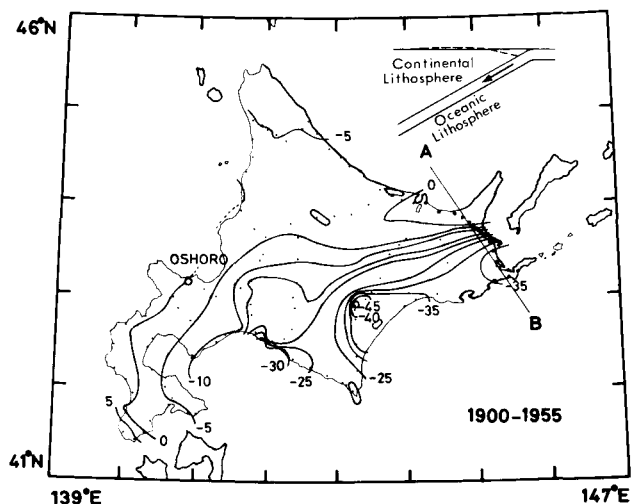 46°N
Continental
Lithosphere
Oceanic
Lithosphere
-5
A
0
OSHORO
-35
-45
-40
-35
B
-30
-25
-25
-10
5
0
-5
1900-1955
41°N
139°E
147°E